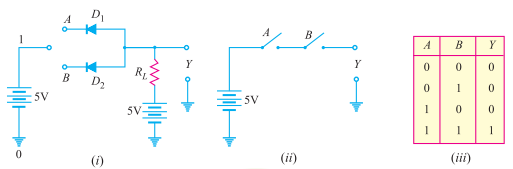 A D1
1
B D2
Y
RL
5V
5V
0
(i)
A B
Y
5V
(ii)
A B Y
0 0 0
0 1 0
1 0 0
1 1 1
(iii)